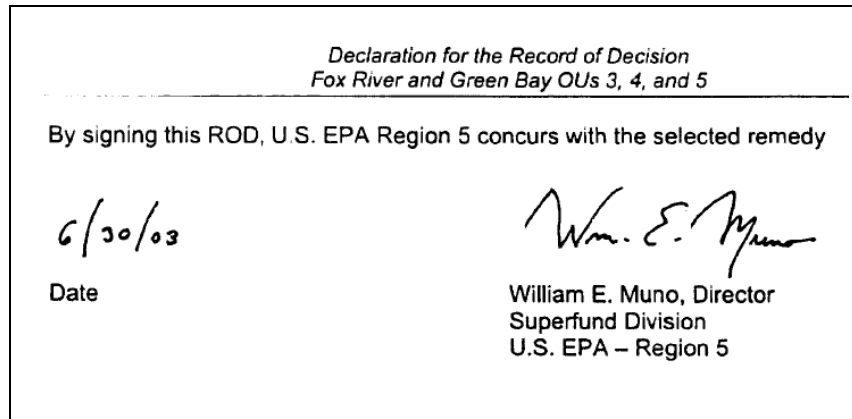 Declaration for the Record of Decision
Fox River and Green Bay OUs 3, 4, and 5
By signing this ROD, U.S. EPA Region 5 concurs with the selected remedy
6/30/03
Wm. E. Muno
Date
William E. Muno, Director
Superfund Division
U.S. EPA – Region 5